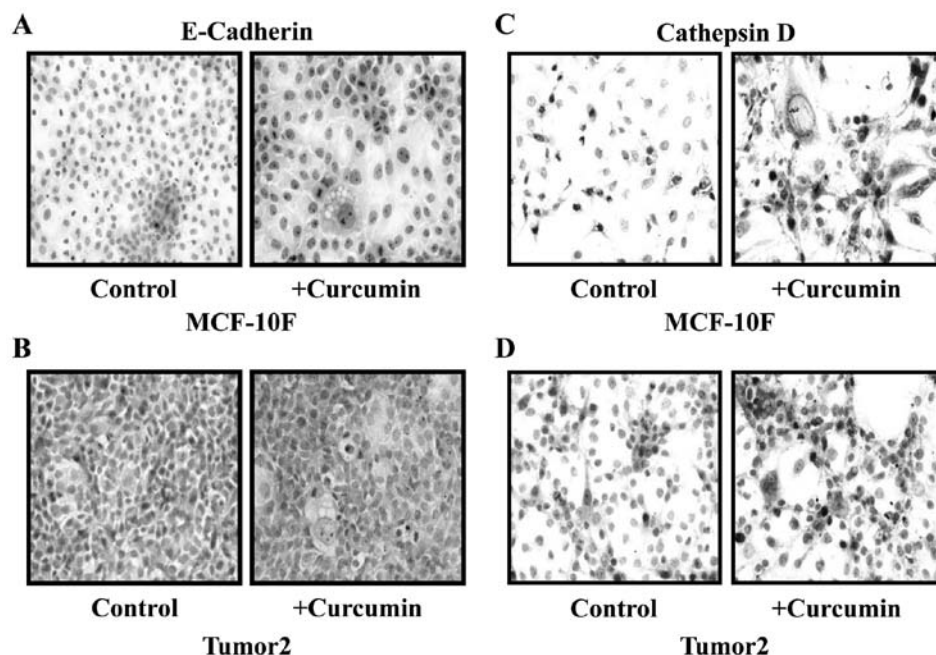 A
E-Cadherin
Control
+Curcumin
MCF-10F
B
Control
+Curcumin
Tumor2
C
Cathepsin D
Control
+Curcumin
MCF-10F
D
Control
+Curcumin
Tumor2